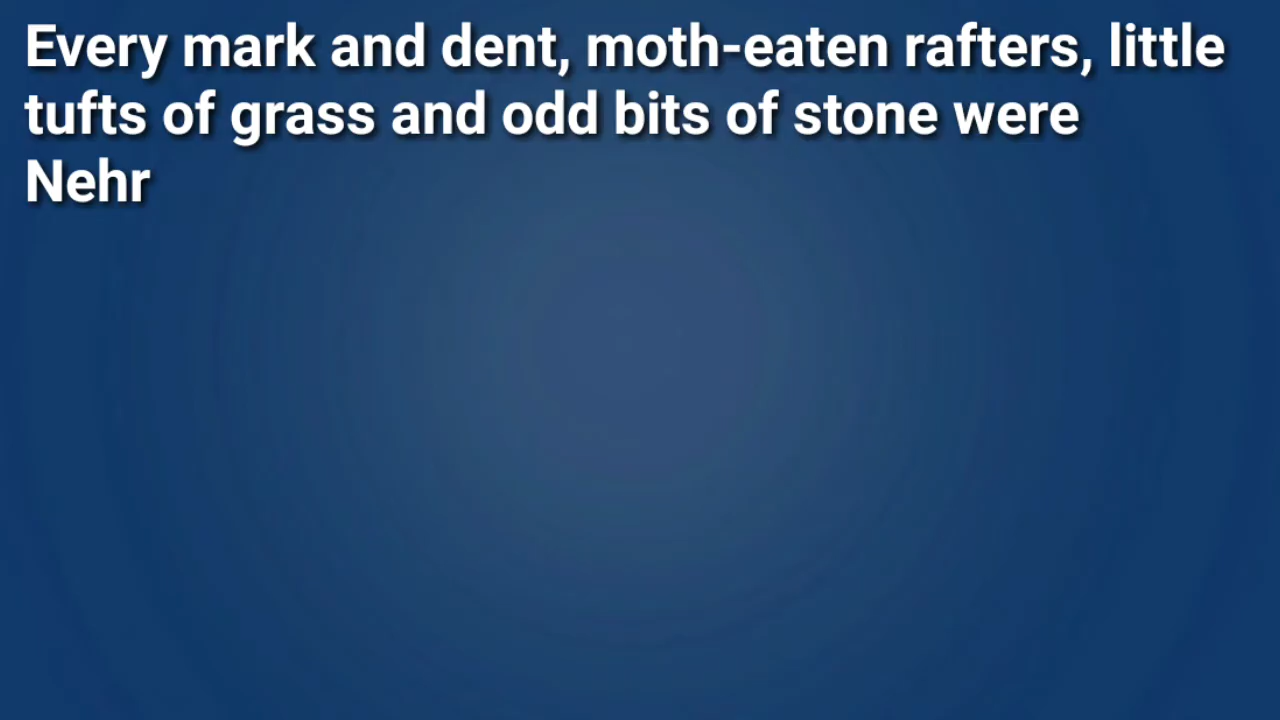 Every mark and dent, moth-eaten rafters, little
tufts of grass and odd bits of stone were
Nehr